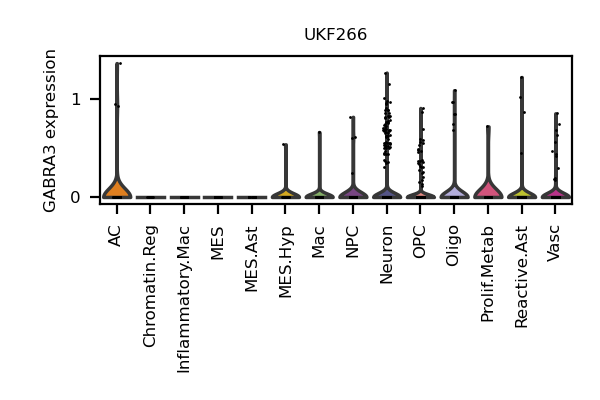 UKF266
GABRA3 expression
1
0
AC
Chromatin.Reg
Inflammatory.Mac
MES
MES.Ast
MES.Hyp
Mac
NPC
Neuron
OPC
Oligo
Prolif.Metab
Reactive.Ast
Vasc